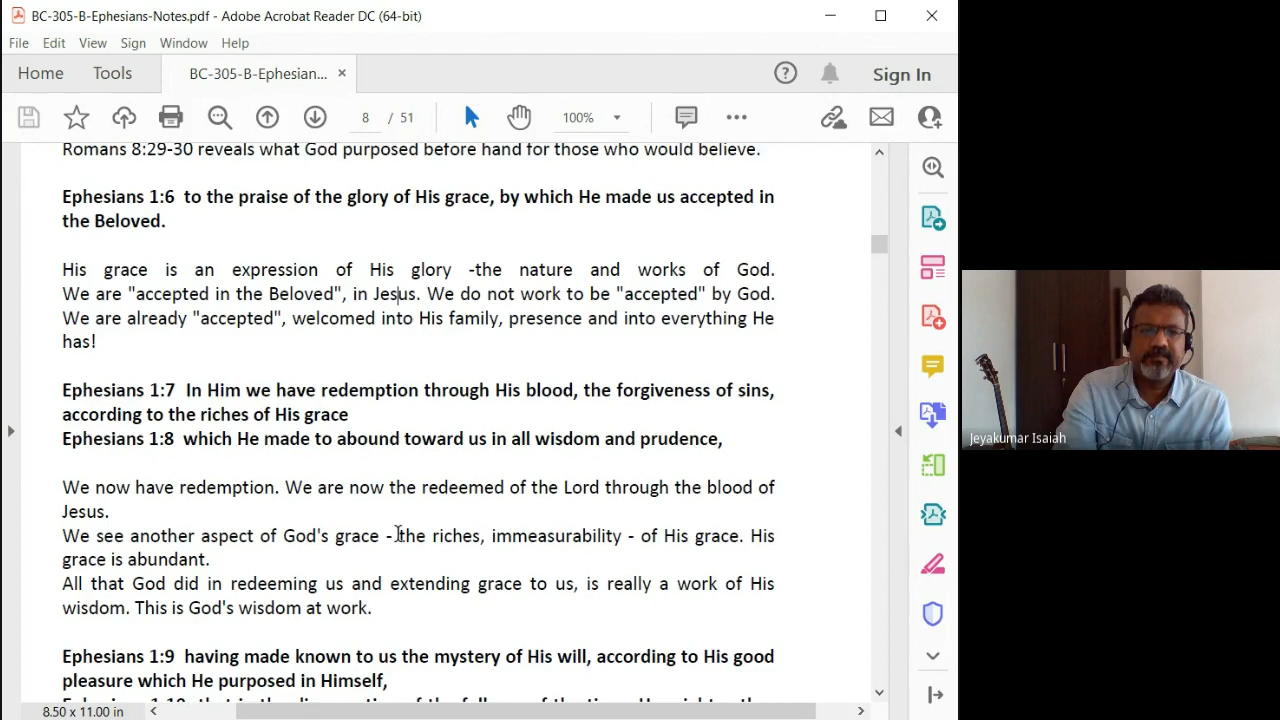 BC-305-B-Ephesians-Notes.pdf - Adobe Acrobat Reader DC (64-bit)
File Edit View Sign Window Help
Home Tools BC-305-B-Ephesian... × Sign In
8 / 51 100%
Romans 8:29-30 reveals what God purposed before hand for those who would believe.
Ephesians 1:6 to the praise of the glory of His grace, by which He made us accepted in
the Beloved.
His grace is an expression of His glory -the nature and works of God.
We are "accepted in the Beloved", in Jesus. We do not work to be "accepted" by God.
We are already "accepted", welcomed into His family, presence and into everything He
has!
Ephesians 1:7 In Him we have redemption through His blood, the forgiveness of sins,
according to the riches of His grace
Ephesians 1:8 which He made to abound toward us in all wisdom and prudence,
We now have redemption. We are now the redeemed of the Lord through the blood of
Jesus.
We see another aspect of God's grace - the riches, immeasurability - of His grace. His
grace is abundant.
All that God did in redeeming us and extending grace to us, is really a work of His
wisdom. This is God's wisdom at work.
Ephesians 1:9 having made known to us the mystery of His will, according to His good
pleasure which He purposed in Himself,
8.50 x 11.00 in
Jeyakumar Isaiah